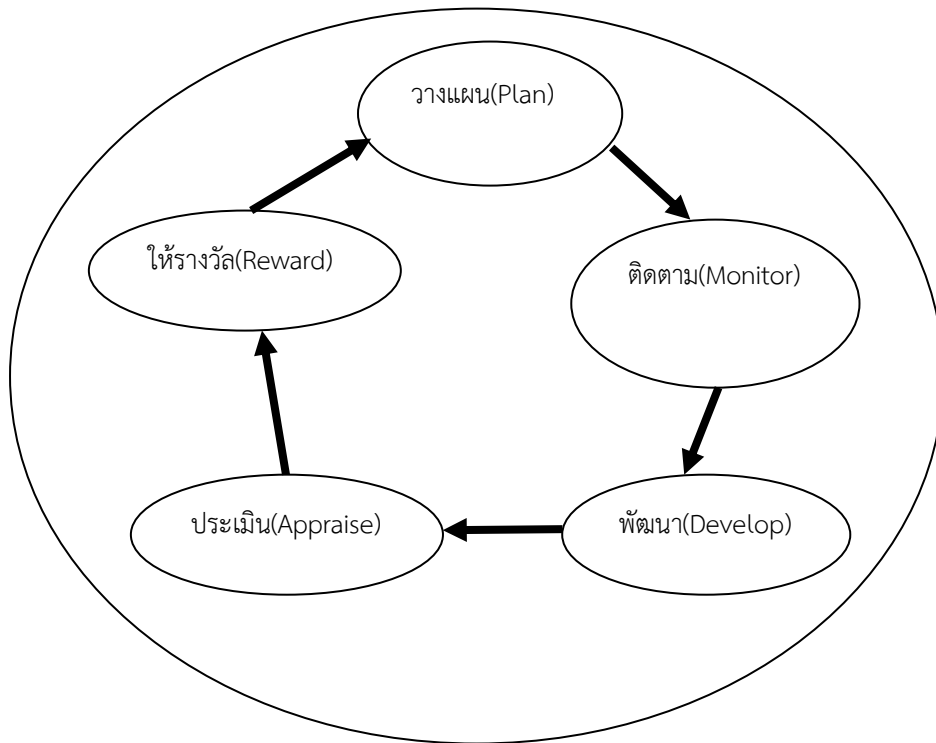 วางแผน(Plan)
ติดตาม(Monitor)
พัฒนา(Develop)
ประเมิน(Appraise)
ให้รางวัล(Reward)